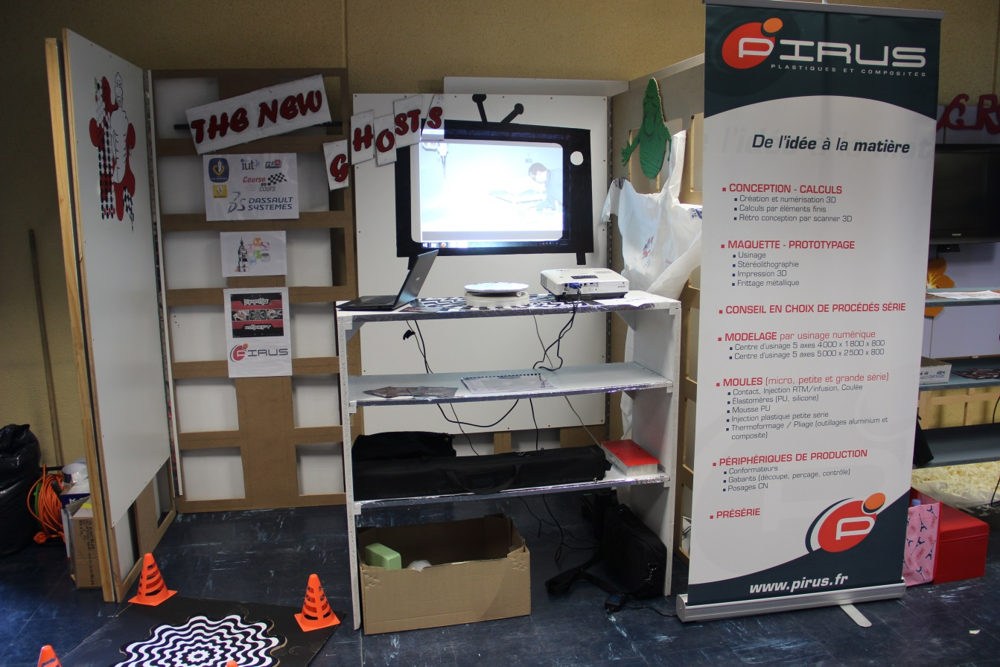 THE NEW
GHOSTS
iut
PFA
Course
en
cours
DASSAULT
SYSTEMES
PIRUS
PIRUS
PLASTIQUES ET COMPOSITES
De l'idée à la matière
CONCEPTION - CALCULS
Création et numérisation 3D
Calculs par éléments finis
Rétro conception par scanner 3D
MAQUETTE - PROTOTYPAGE
Usinage
Stéréolithographie
Impression 3D
Frittage métallique
CONSEIL EN CHOIX DE PROCÉDÉS SÉRIE
MODELAGE par usinage numérique
Centre d'usinage 5 axes 4000 x 1800 x 800
Centre d'usinage 5 axes 5000 x 2500 x 800
MOULES (micro, petite et grande série)
Contact, Injection RTM/infusion, Coulée
Élastomères (PU, silicone)
Mousse PU
Injection plastique petite série
Thermoformage / Pliage (outillages aluminium et
composite)
PÉRIPHÉRIQUES DE PRODUCTION
Conformateurs
Gabarits (découpe, perçage, contrôle)
Posages CN
PRÉSÉRIE
P
www.pirus.fr